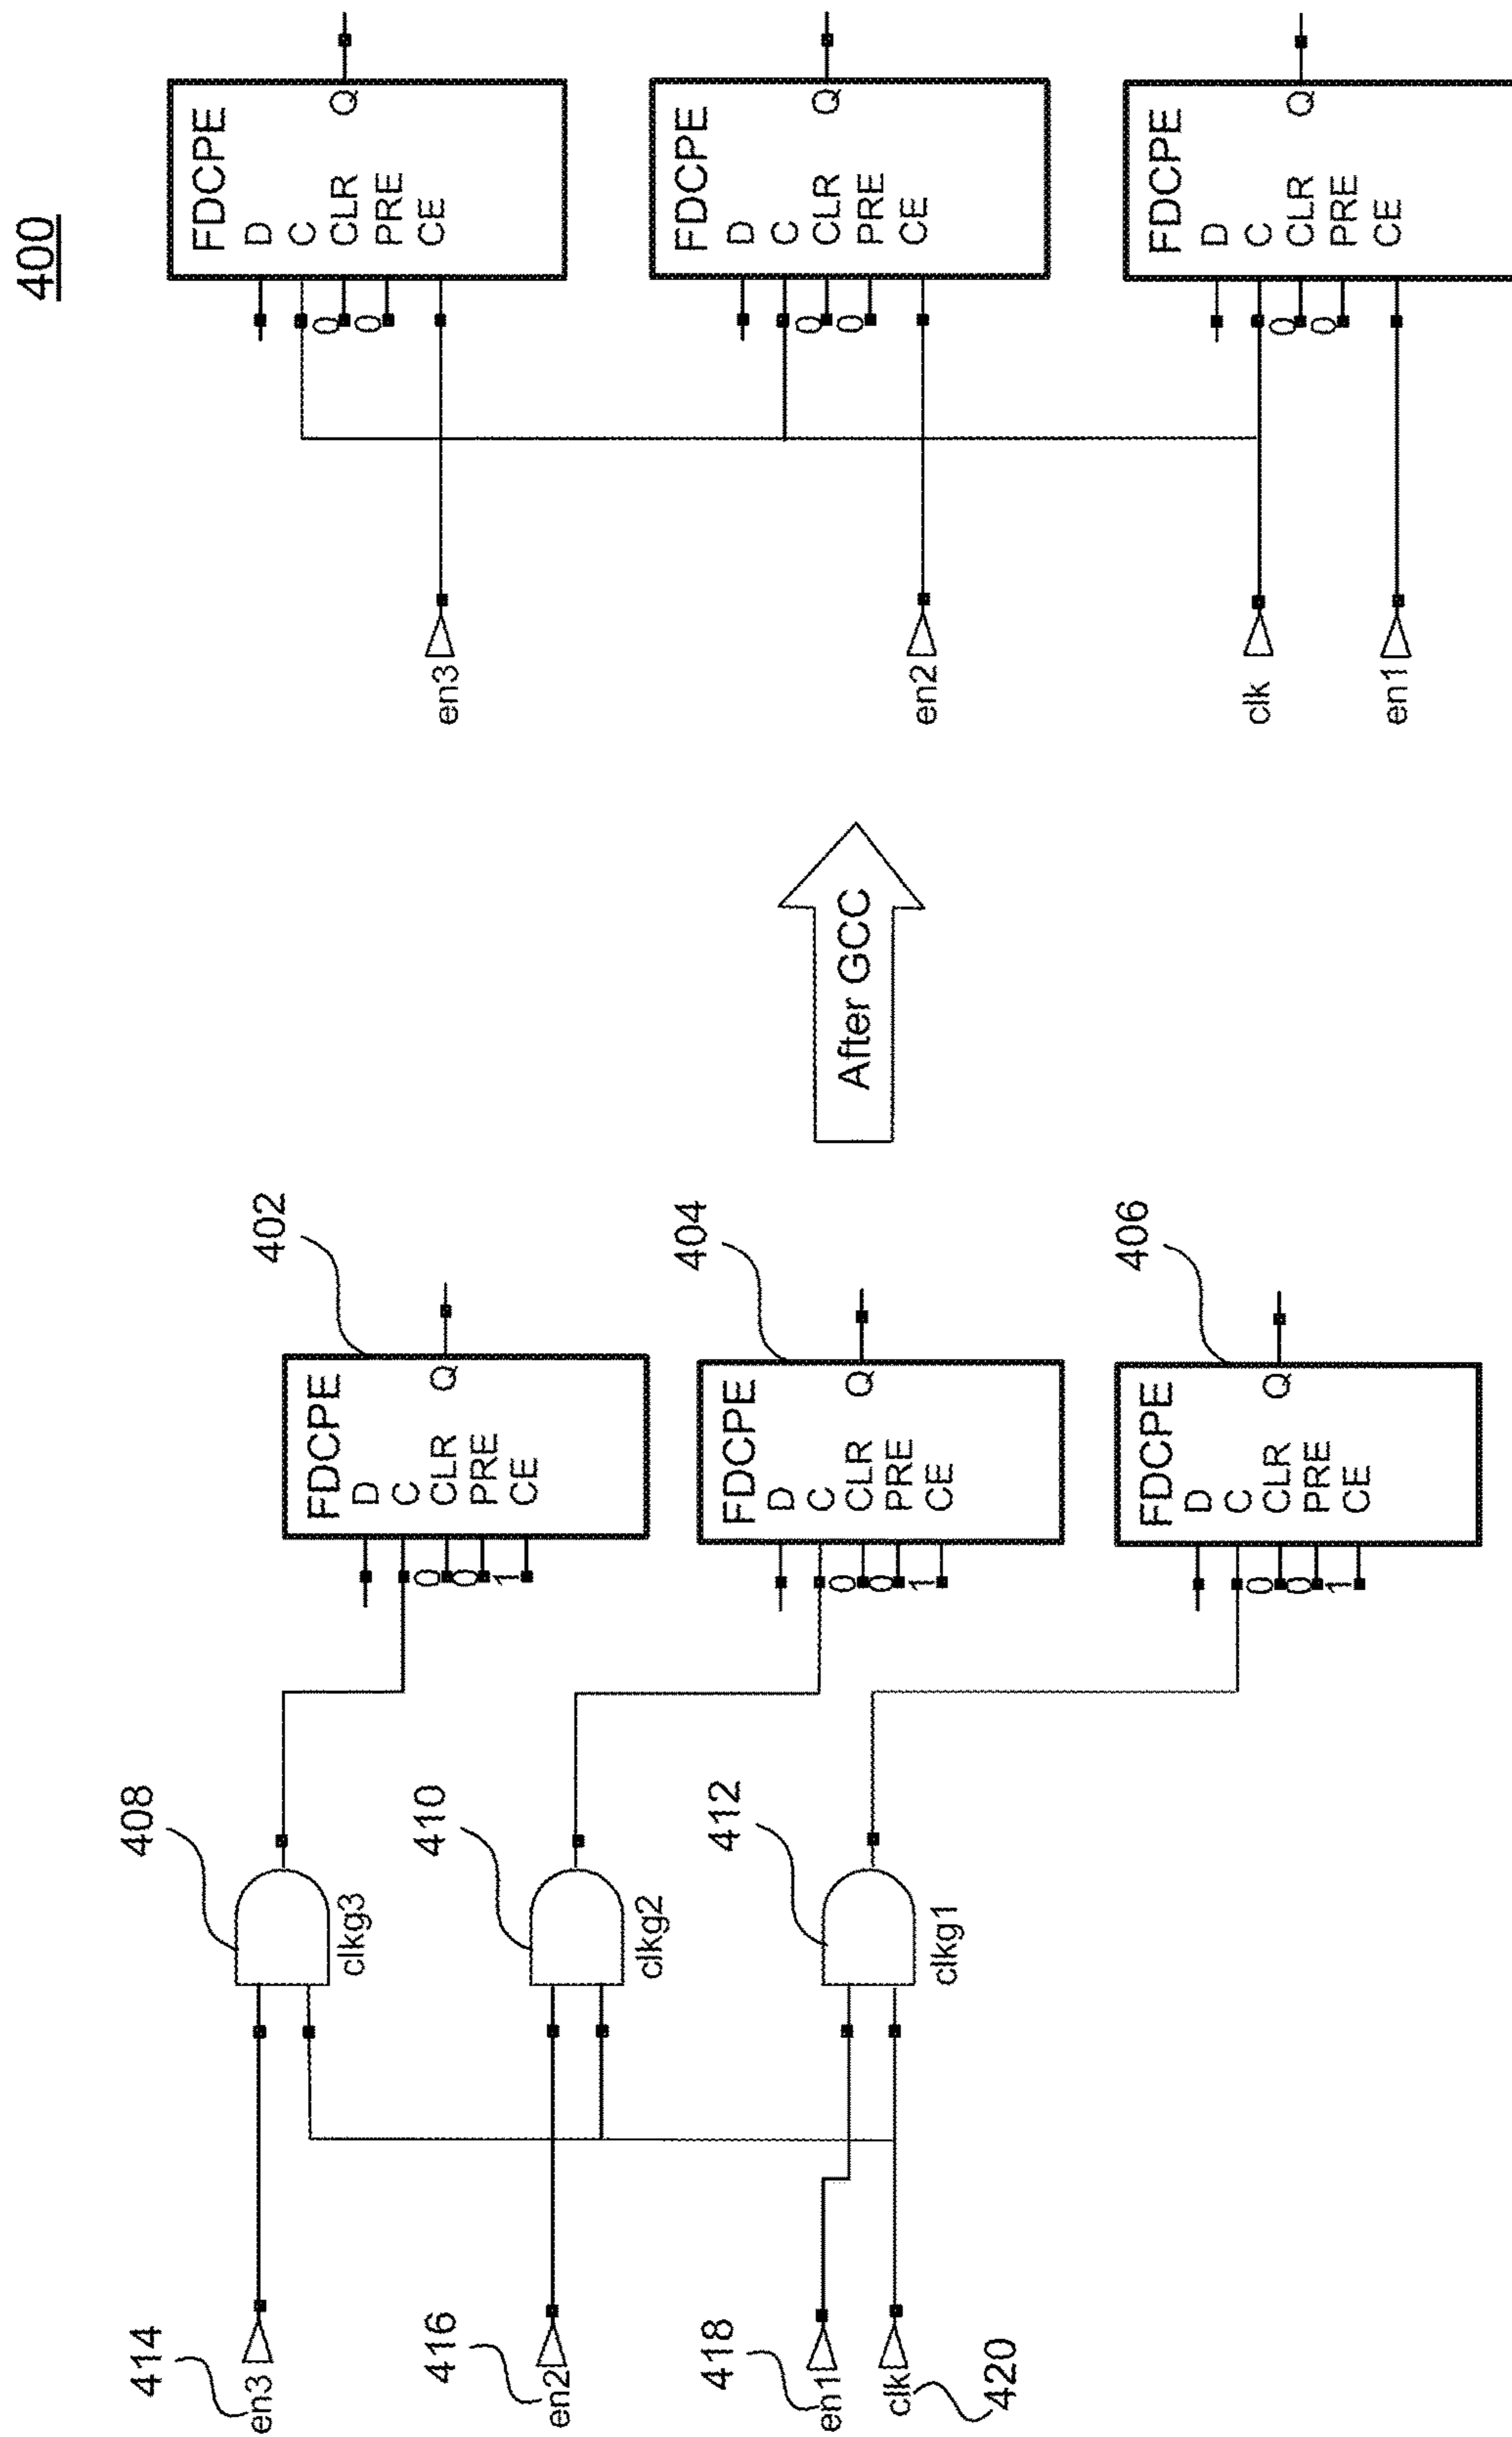 400
414
en3
416
en2
418
en1
clk
420
408
clkg3
410
clkg2
412
clkg1
402
FDCPE
D
C
CLR
PRE
CE
Q
0
0
1
404
FDCPE
D
C
CLR
PRE
CE
Q
0
0
1
406
FDCPE
D
C
CLR
PRE
CE
Q
0
0
1
After GCC
en3
en2
clk
en1
FDCPE
D
C
CLR
PRE
CE
Q
0
0
FDCPE
D
C
CLR
PRE
CE
Q
0
0
FDCPE
D
C
CLR
PRE
CE
Q
0
0